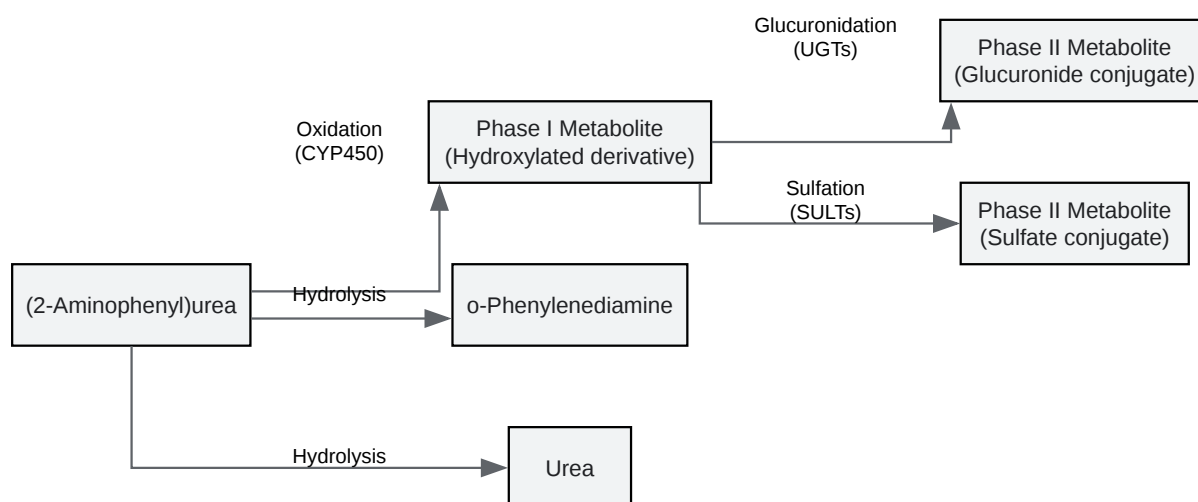 Glucuronidation
(UGTs)
Phase II Metabolite
(Glucuronide conjugate)
Oxidation
(CYP450)
Phase I Metabolite
(Hydroxylated derivative)
Sulfation
(SULTs)
Phase II Metabolite
(Sulfate conjugate)
(2-Aminophenyl)urea
Hydrolysis
o-Phenylenediamine
Hydrolysis
Urea